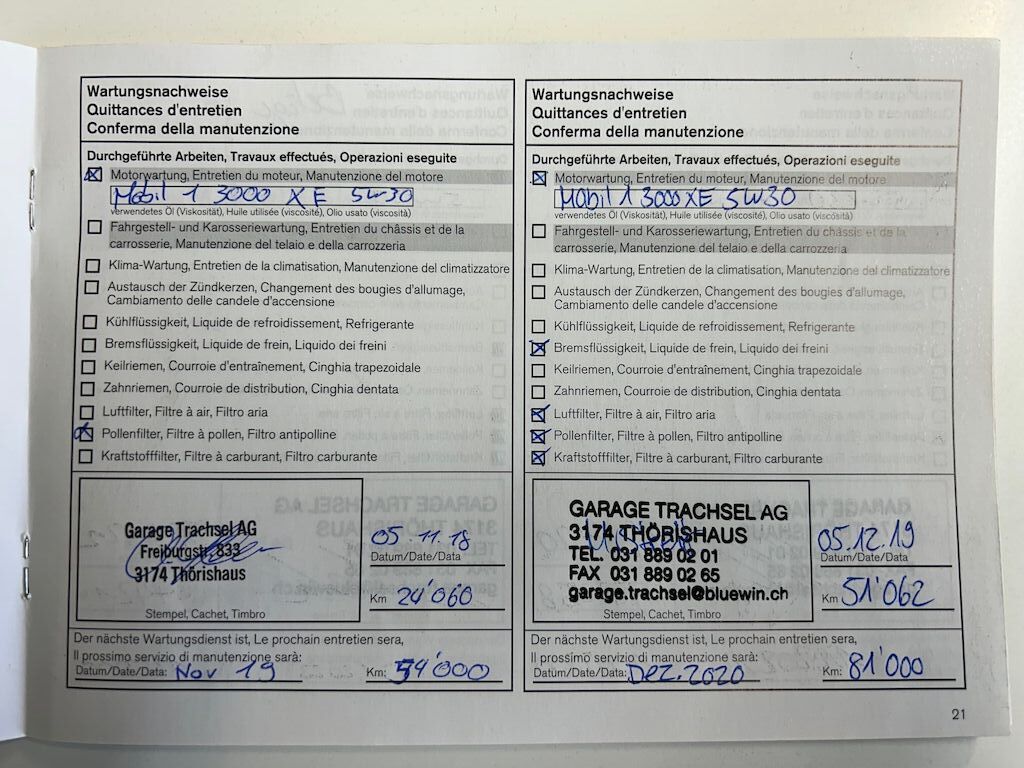 Wartungsnachweise
Quittances d'entretien
Conferma della manutenzione
Durchgeführte Arbeiten, Travaux effectués, Operazioni eseguite
Motorwartung, Entretien du moteur, Manutenzione del motore
Mobil 1 3000 XE 5W30
verwendetes Öl (Viskosität), Huile utilisée (viscosité), Olio usato (viscosità)
Fahrgestell- und Karosseriewartung, Entretien du châssis et de la
carrosserie, Manutenzione del telaio e della carrozzeria
Klima-Wartung, Entretien de la climatisation, Manutenzione del climatizzatore
Austausch der Zündkerzen, Changement des bougies d'allumage,
Cambiamento delle candele d'accensione
Kühlflüssigkeit, Liquide de refroidissement, Refrigerante
Bremsflüssigkeit, Liquide de frein, Liquido dei freini
Keilriemen, Courroie d'entraînement, Cinghia trapezoidale
Zahnriemen, Courroie de distribution, Cinghia dentata
Luftfilter, Filtre à air, Filtro aria
Pollenfilter, Filtre à pollen, Filtro antipolline
Kraftstofffilter, Filtre à carburant, Filtro carburante
Garage Trachsel AG
Freiburgstr. 833
3174 Thörishaus
Stempel, Cachet, Timbro
05.11.18
Datum/Date/Data
Km 24'060
Der nächste Wartungsdienst ist, Le prochain entretien sera,
Il prossimo servizio di manutenzione sarà:
Datum/Date/Data: Nov 19 Km: 54'000
Wartungsnachweise
Quittances d'entretien
Conferma della manutenzione
Durchgeführte Arbeiten, Travaux effectués, Operazioni eseguite
Motorwartung, Entretien du moteur, Manutenzione del motore
Mobil 1 3000 XE 5W30
verwendetes Öl (Viskosität), Huile utilisée (viscosité), Olio usato (viscosità)
Fahrgestell- und Karosseriewartung, Entretien du châssis et de la
carrosserie, Manutenzione del telaio e della carrozzeria
Klima-Wartung, Entretien de la climatisation, Manutenzione del climatizzatore
Austausch der Zündkerzen, Changement des bougies d'allumage,
Cambiamento delle candele d'accensione
Kühlflüssigkeit, Liquide de refroidissement, Refrigerante
Bremsflüssigkeit, Liquide de frein, Liquido dei freini
Keilriemen, Courroie d'entraînement, Cinghia trapezoidale
Zahnriemen, Courroie de distribution, Cinghia dentata
Luftfilter, Filtre à air, Filtro aria
Pollenfilter, Filtre à pollen, Filtro antipolline
Kraftstofffilter, Filtre à carburant, Filtro carburante
GARAGE TRACHSEL AG
3174 THÖRISHAUS
TEL. 031 889 02 01
FAX 031 889 02 65
garage.trachsel@bluewin.ch
Stempel, Cachet, Timbro
05.12.19
Datum/Date/Data
Km 51'062
Der nächste Wartungsdienst ist, Le prochain entretien sera,
Il prossimo servizio di manutenzione sarà:
Datum/Date/Data: Dez. 2020 Km: 81'000
21